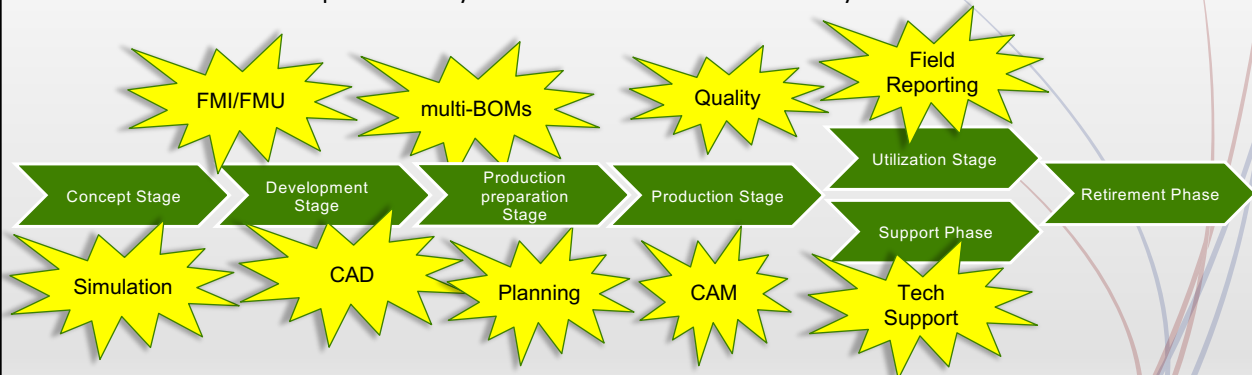 FMI/FMU
multi-BOMs
Quality
Field
Reporting
Concept Stage
Development
Stage
Production
preparation
Stage
Production Stage
Utilization Stage
Support Phase
Retirement Phase
Simulation
CAD
Planning
CAM
Tech
Support